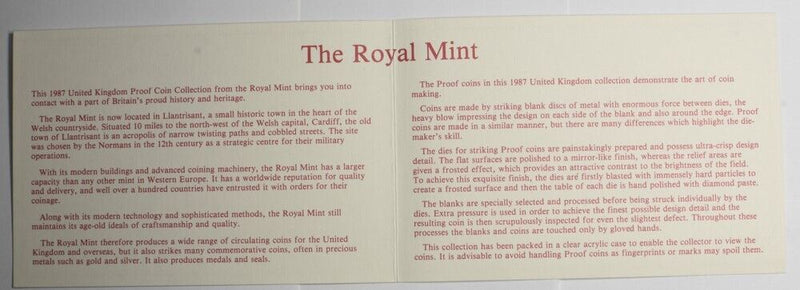 The Royal Mint
This 1987 United Kingdom Proof Coin Collection from the Royal Mint brings you into
contact with a part of Britain's proud history and heritage.
The Royal Mint is now located in Llantrisant, a small historic town in the heart of the
Welsh countryside. Situated 10 miles to the north-west of the Welsh capital, Cardiff, the old
town of Llantrisant is an acropolis of narrow twisting paths and cobbled streets. The site
was chosen by the Normans in the 12th century as a strategic centre for their military
operations.
With its modern buildings and advanced coining machinery, the Royal Mint has a larger
capacity than any other mint in Western Europe. It has a worldwide reputation for quality
and delivery, and well over a hundred countries have entrusted it with orders for their
coinage.
Along with its modern technology and sophisticated methods, the Royal Mint still
maintains its age-old ideals of craftsmanship and quality.
The Royal Mint therefore produces a wide range of circulating coins for the United
Kingdom and overseas, but it also strikes many commemorative coins, often in precious
metals such as gold and silver. It also produces medals and seals.
The Proof coins in this 1987 United Kingdom collection demonstrate the art of coin
making.
Coins are made by striking blank discs of metal with enormous force between dies, the
heavy blow impressing the design on each side of the blank and also around the edge. Proof
coins are made in a similar manner, but there are many differences which highlight the die-
maker's skill.
The dies for striking Proof coins are painstakingly prepared and possess ultra-crisp design
detail. The flat surfaces are polished to a mirror-like finish, whereas the relief areas are
given a frosted effect, which provides an attractive contrast to the brightness of the field.
To achieve this exquisite finish, the dies are firstly blasted with immensely hard particles to
create a frosted surface and then the table of each die is hand polished with diamond paste.
The blanks are specially selected and processed before being struck individually by the
dies. Extra pressure is used in order to achieve the finest possible design detail and the
resulting coin is then scrupulously inspected for even the slightest defect. Throughout these
processes the blanks and coins are touched only by gloved hands.
This collection has been packed in a clear acrylic case to enable the collector to view the
coins. It is advisable to avoid handling Proof coins as fingerprints or marks may spoil them.